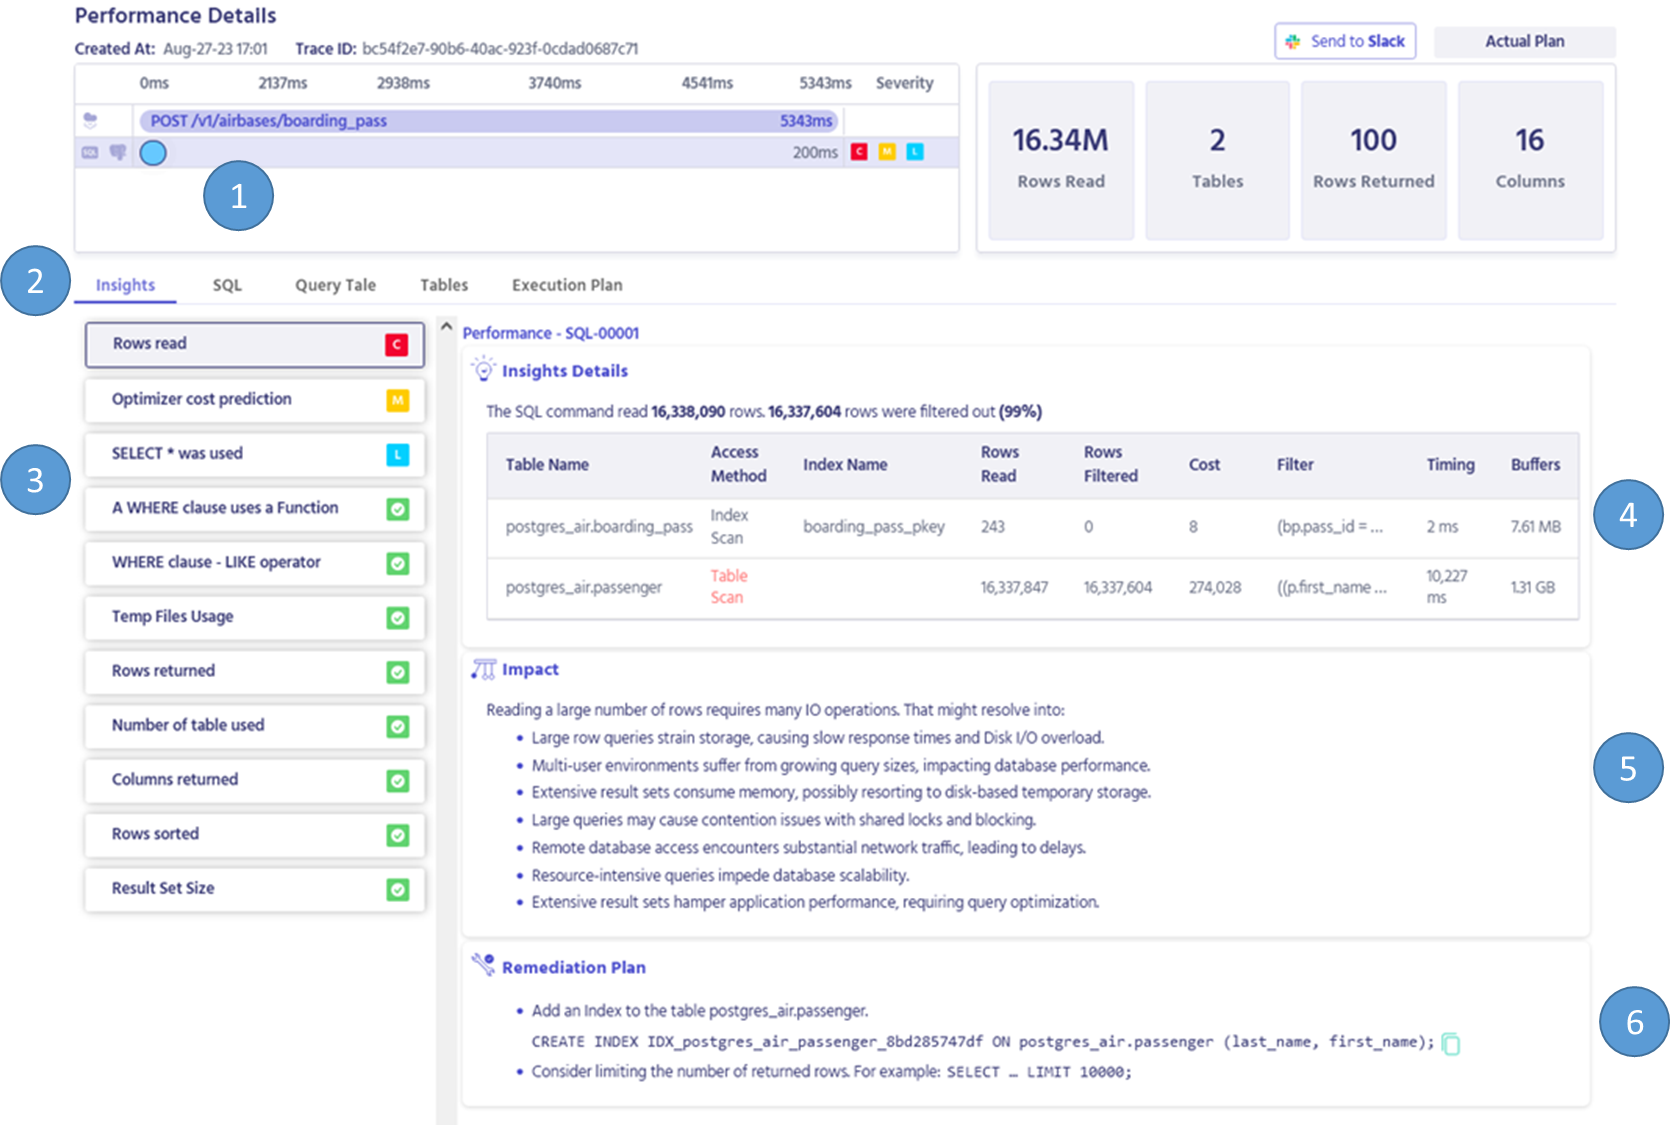 Performance Details
Created At: Aug-27-23 17:01 Trace ID: bc54f2e7-90b6-40ac-923f-0cdad0687c71
Send to Slack
Actual Plan
0ms 2137ms 2938ms 3740ms 4541ms 5343ms Severity
POST /v1/airbases/boarding_pass 5343ms
SQL 200ms C M L
1
16.34M
Rows Read
2
Tables
100
Rows Returned
16
Columns
2
Insights SQL Query Tale Tables Execution Plan
Rows read C
Optimizer cost prediction M
SELECT * was used L
3
A WHERE clause uses a Function
WHERE clause - LIKE operator
Temp Files Usage
Rows returned
Number of table used
Columns returned
Rows sorted
Result Set Size
Performance - SQL-00001
Insights Details
The SQL command read 16,338,090 rows. 16,337,604 rows were filtered out (99%)
Table Name Access Method Index Name Rows Read Rows Filtered Cost Filter Timing Buffers
postgres_air.boarding_pass Index Scan boarding_pass_pkey 243 0 8 (bp.pass_id = ... 2 ms 7.61 MB
postgres_air.passenger Table Scan 16,337,847 16,337,604 274,028 ((p.first_name ... 10,227 ms 1.31 GB
4
Impact
Reading a large number of rows requires many IO operations. That might resolve into:
• Large row queries strain storage, causing slow response times and Disk I/O overload.
• Multi-user environments suffer from growing query sizes, impacting database performance.
• Extensive result sets consume memory, possibly resorting to disk-based temporary storage.
• Large queries may cause contention issues with shared locks and blocking.
• Remote database access encounters substantial network traffic, leading to delays.
• Resource-intensive queries impede database scalability.
• Extensive result sets hamper application performance, requiring query optimization.
5
Remediation Plan
• Add an Index to the table postgres_air.passenger.
CREATE INDEX IDX_postgres_air_passenger_8bd285747df ON postgres_air.passenger (last_name, first_name);
• Consider limiting the number of returned rows. For example: SELECT … LIMIT 10000;
6